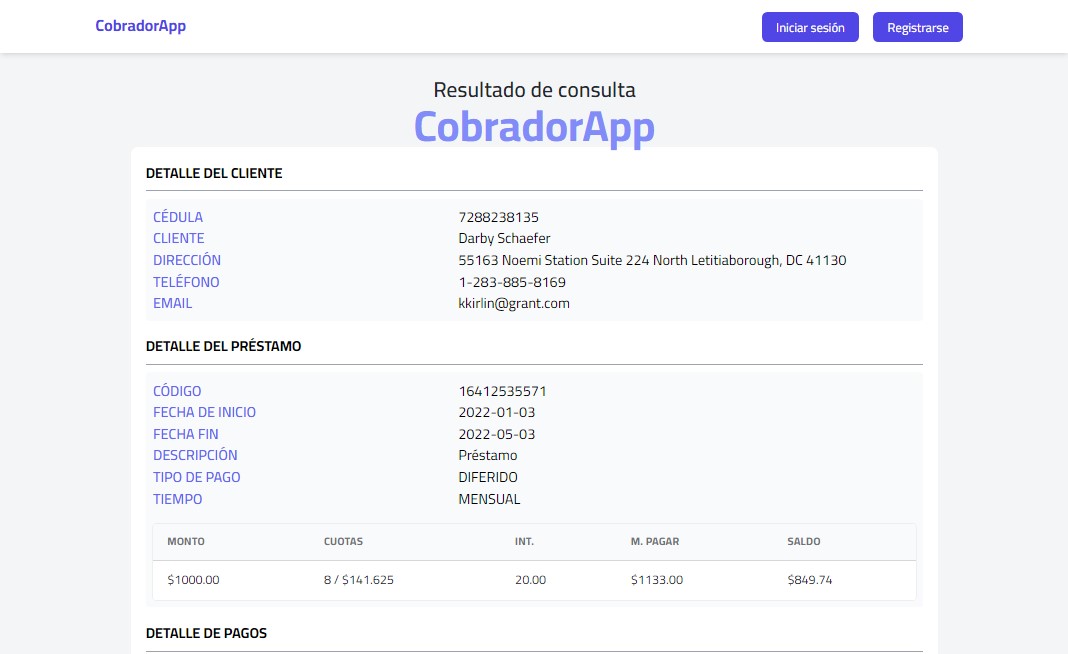 CobradorApp Iniciar sesión Registrarse
Resultado de consulta
CobradorApp
DETALLE DEL CLIENTE
CÉDULA 7288238135
CLIENTE Darby Schaefer
DIRECCIÓN 55163 Noemi Station Suite 224 North Letitiaborough, DC 41130
TELÉFONO 1-283-885-8169
EMAIL kkirlin@grant.com
DETALLE DEL PRÉSTAMO
CÓDIGO 16412535571
FECHA DE INICIO 2022-01-03
FECHA FIN 2022-05-03
DESCRIPCIÓN Préstamo
TIPO DE PAGO DIFERIDO
TIEMPO MENSUAL
MONTO CUOTAS INT. M. PAGAR SALDO
$1000.00 8 / $141.625 20.00 $1133.00 $849.74
DETALLE DE PAGOS